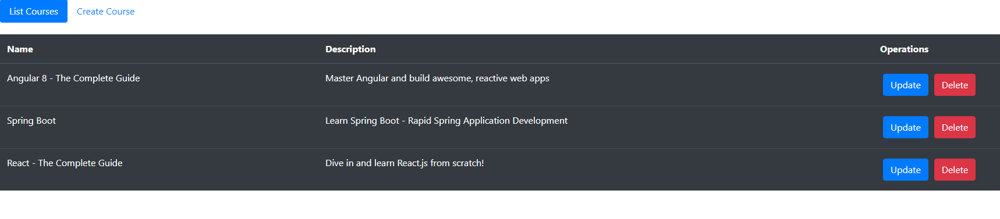 List Courses Create Course
Name Description Operations
Angular 8 - The Complete Guide Master Angular and build awesome, reactive web apps Update Delete
Spring Boot Learn Spring Boot - Rapid Spring Application Development Update Delete
React - The Complete Guide Dive in and learn React.js from scratch! Update Delete